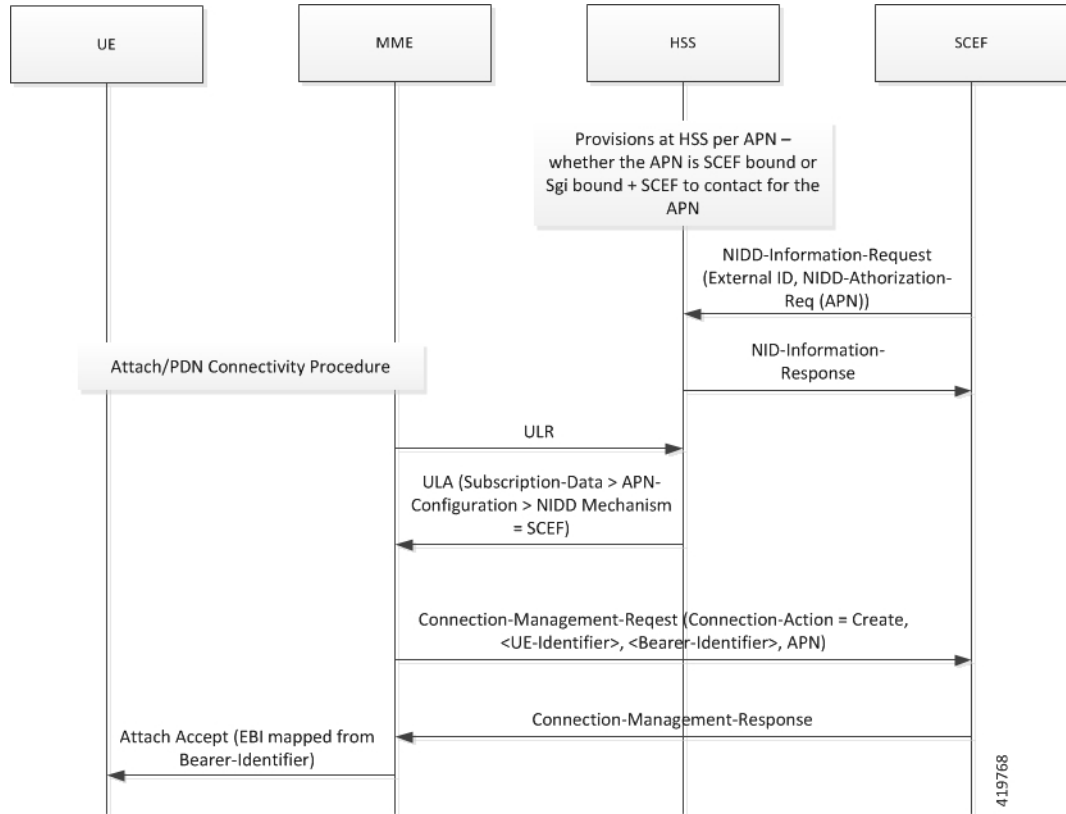 UE
MME
HSS
SCEF
Provisions at HSS per APN –
whether the APN is SCEF bound or
Sgi bound + SCEF to contact for the
APN
NIDD-Information-Request
(External ID, NIDD-Athorization-
Req (APN))
Attach/PDN Connectivity Procedure
NID-Information-
Response
ULR
ULA (Subscription-Data > APN-
Configuration > NIDD Mechanism
= SCEF)
Connection-Management-Reqest (Connection-Action = Create,
<UE-Identifier>, <Bearer-Identifier>, APN)
Connection-Management-Response
Attach Accept (EBI mapped from
Bearer-Identifier)
419768